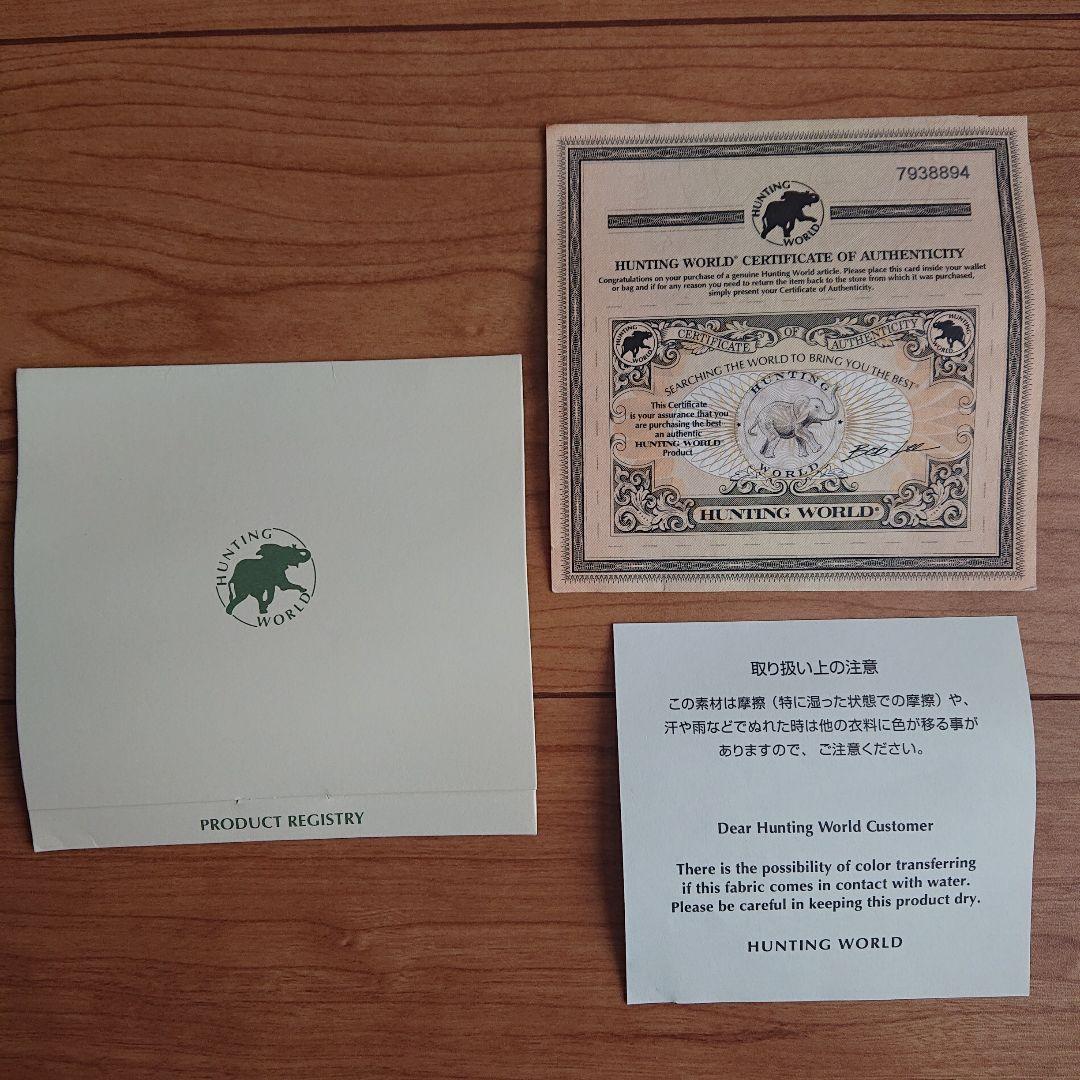 HUNTING
WORLD
PRODUCT REGISTRY
7938894
HUNTING
WORLD
HUNTING WORLD® CERTIFICATE OF AUTHENTICITY
Congratulations on your purchase of a genuine Hunting World article. Please place this card inside your wallet
or bag and if for any reason you need to return the item back to the store from which it was purchased,
simply present your Certificate of Authenticity.
HUNTING
WORLD
CERTIFICATE OF AUTHENTICITY
HUNTING
WORLD
SEARCHING THE WORLD TO BRING YOU THE BEST
This Certificate
is your assurance that you
are purchasing the best
an authentic
HUNTING WORLD
Product
HUNTING
WORLD
HUNTING WORLD®
取り扱い上の注意
この素材は摩擦（特に湿った状態での摩擦）や、
汗や雨などでぬれた時は他の衣料に色が移る事が
ありますので、ご注意ください。
Dear Hunting World Customer
There is the possibility of color transferring
if this fabric comes in contact with water.
Please be careful in keeping this product dry.
HUNTING WORLD